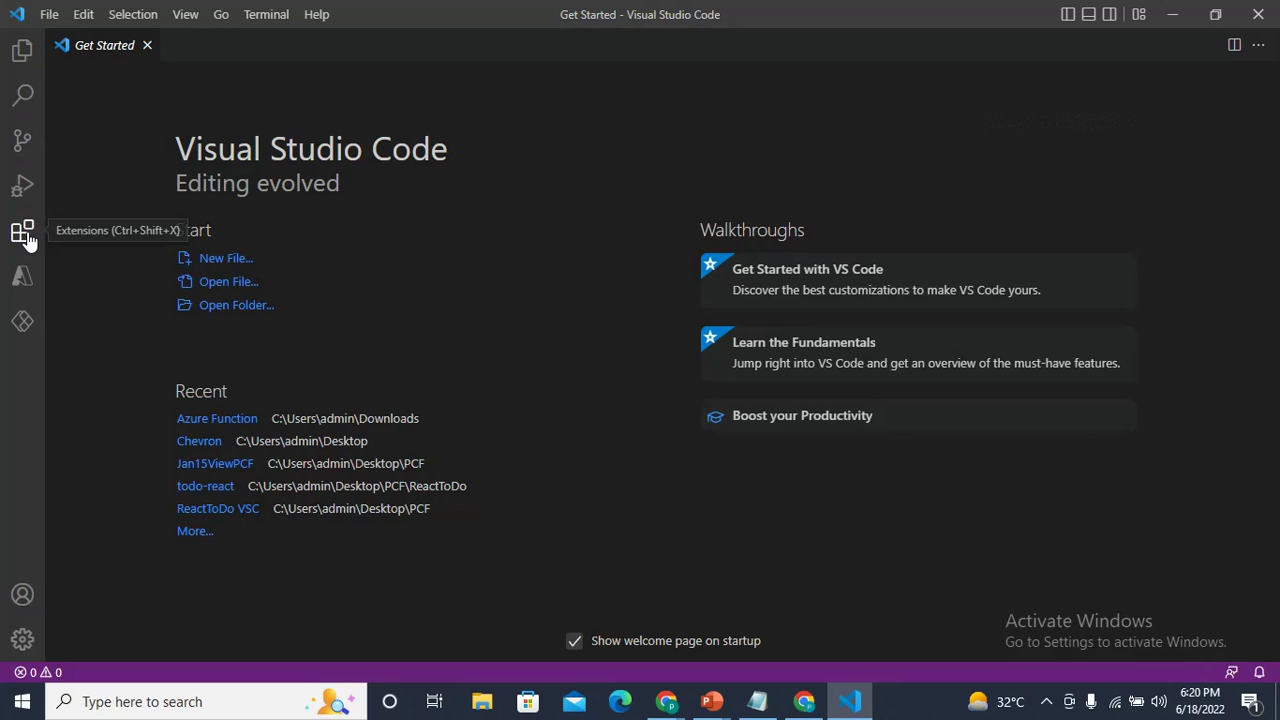 File Edit Selection View Go Terminal Help
Get Started - Visual Studio Code
Get Started
Visual Studio Code
Editing evolved
Extensions (Ctrl+Shift+X)
New File...
Open File...
Open Folder...
Recent
Azure Function C:\Users\admin\Downloads
Chevron C:\Users\admin\Desktop
Jan15ViewPCF C:\Users\admin\Desktop\PCF
todo-react C:\Users\admin\Desktop\PCF\ReactToDo
ReactToDo VSC C:\Users\admin\Desktop\PCF
More...
Walkthroughs
Get Started with VS Code
Discover the best customizations to make VS Code yours.
Learn the Fundamentals
Jump right into VS Code and get an overview of the must-have features.
Boost your Productivity
Show welcome page on startup
Activate Windows
Go to Settings to activate Windows.
0 0
Type here to search
32°C
6:20 PM
6/18/2022
1